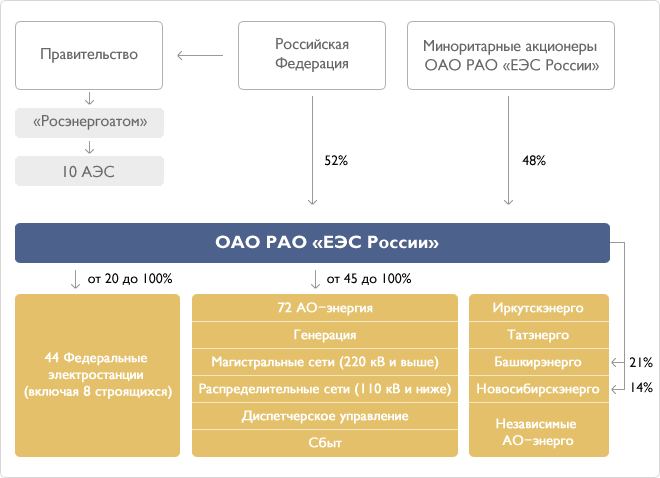 Правительство
Российская
Федерация
Миноритарные акционеры
ОАО РАО «ЕЭС России»
«Росэнергоатом»
10 АЭС
52%
48%
ОАО РАО «ЕЭС России»
от 20 до 100%
от 45 до 100%
44 Федеральные
электростанции
(включая 8 строящихся)
72 АО-энергия
Генерация
Магистральные сети (220 кВ и выше)
Распределительные сети (110 кВ и ниже)
Диспетчерское управление
Сбыт
Иркутскэнерго
Татэнерго
Башкирэнерго
Новосибирскэнерго
Независимые
АО-энерго
21%
14%